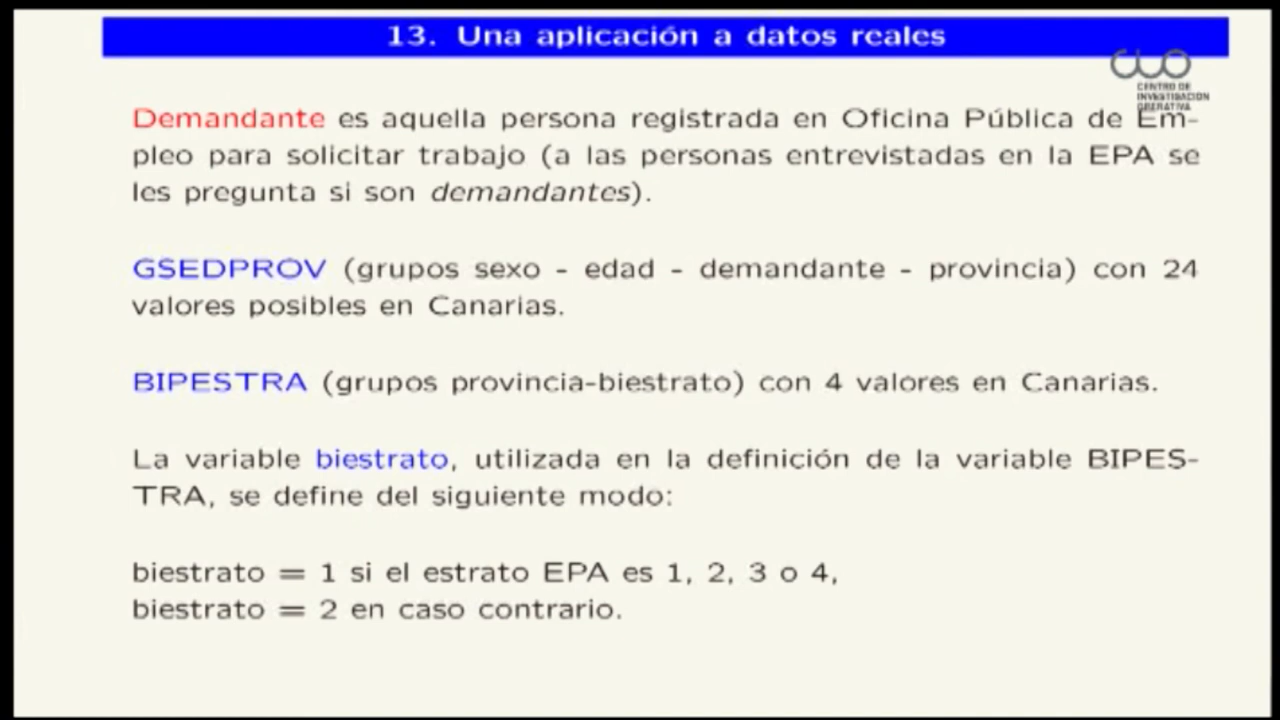 13. Una aplicación a datos reales
CENTRO DE
INVESTIGACION
OPERATIVA
Demandante es aquella persona registrada en Oficina Pública de Em-
pleo para solicitar trabajo (a las personas entrevistadas en la EPA se
les pregunta si son demandantes).
GSEDPROV (grupos sexo - edad - demandante - provincia) con 24
valores posibles en Canarias.
BIPESTRA (grupos provincia-biestrato) con 4 valores en Canarias.
La variable biestrato, utilizada en la definición de la variable BIPES-
TRA, se define del siguiente modo:
biestrato = 1 si el estrato EPA es 1, 2, 3 o 4,
biestrato = 2 en caso contrario.